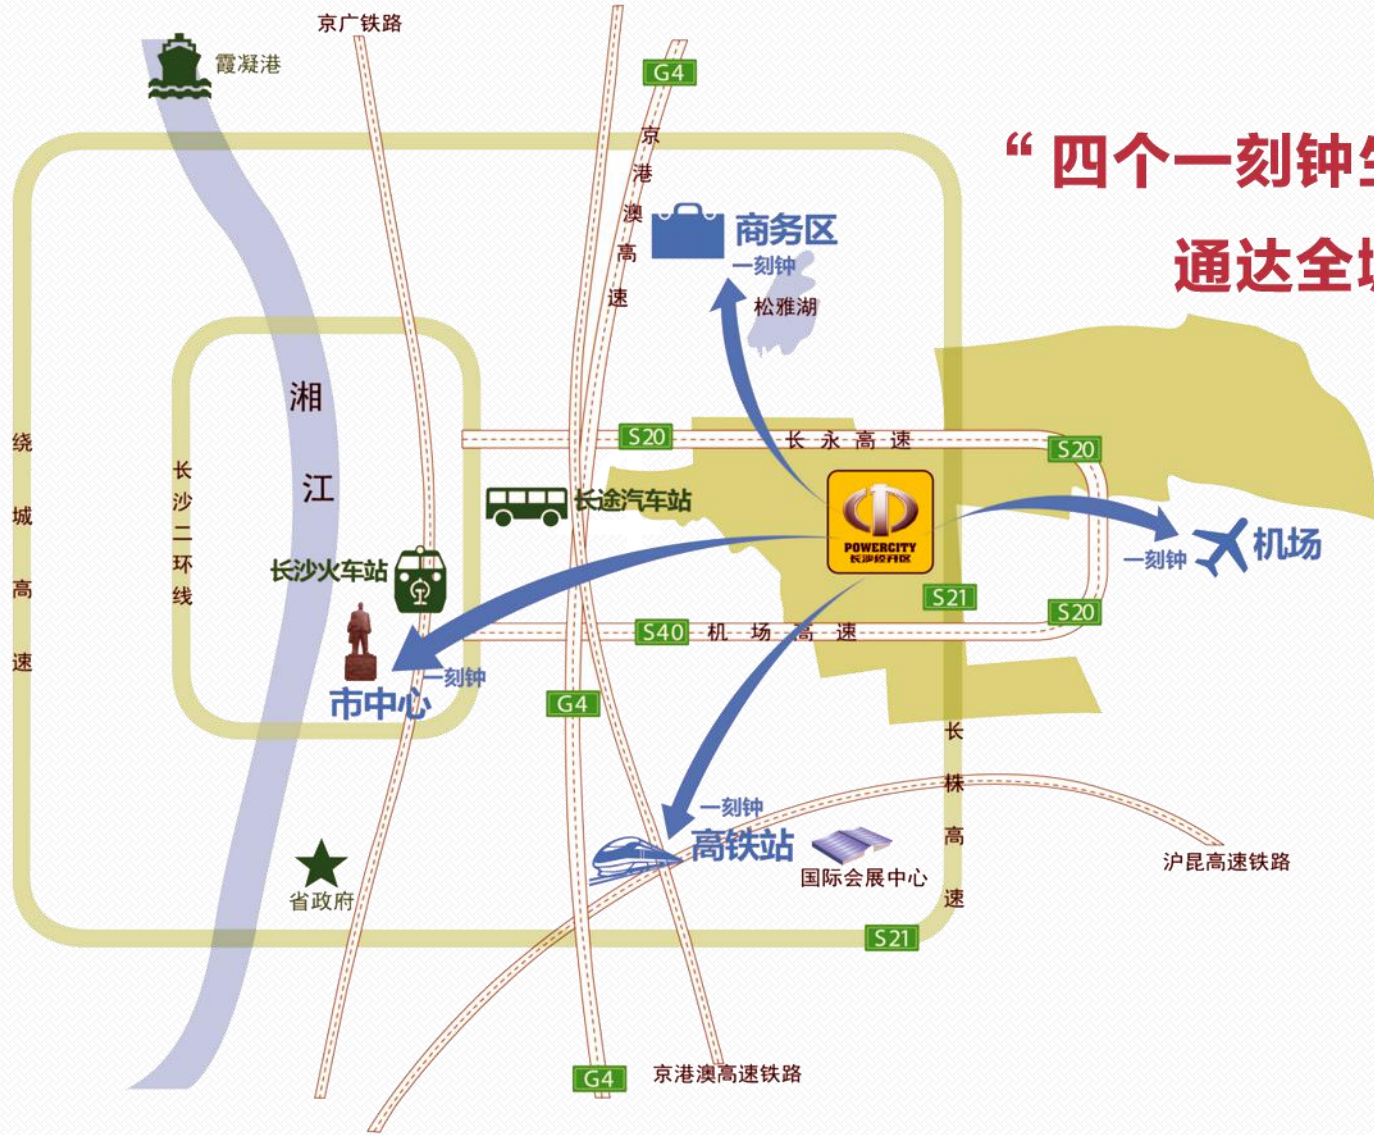 京广铁路
霞凝港
G4
京港澳高速
“四个一刻钟
通达全
商务区
一刻钟
松雅湖
湘江
绕城高速
长沙二环线
S20
长永高速
S20
长途汽车站
POWERCITY
长沙经开区
机场
一刻钟
长沙火车站
S21
S20
S40
机场高速
一刻钟
市中心
G4
长株高速
一刻钟
高铁站
国际会展中心
沪昆高速铁路
省政府
S21
京港澳高速铁路
G4